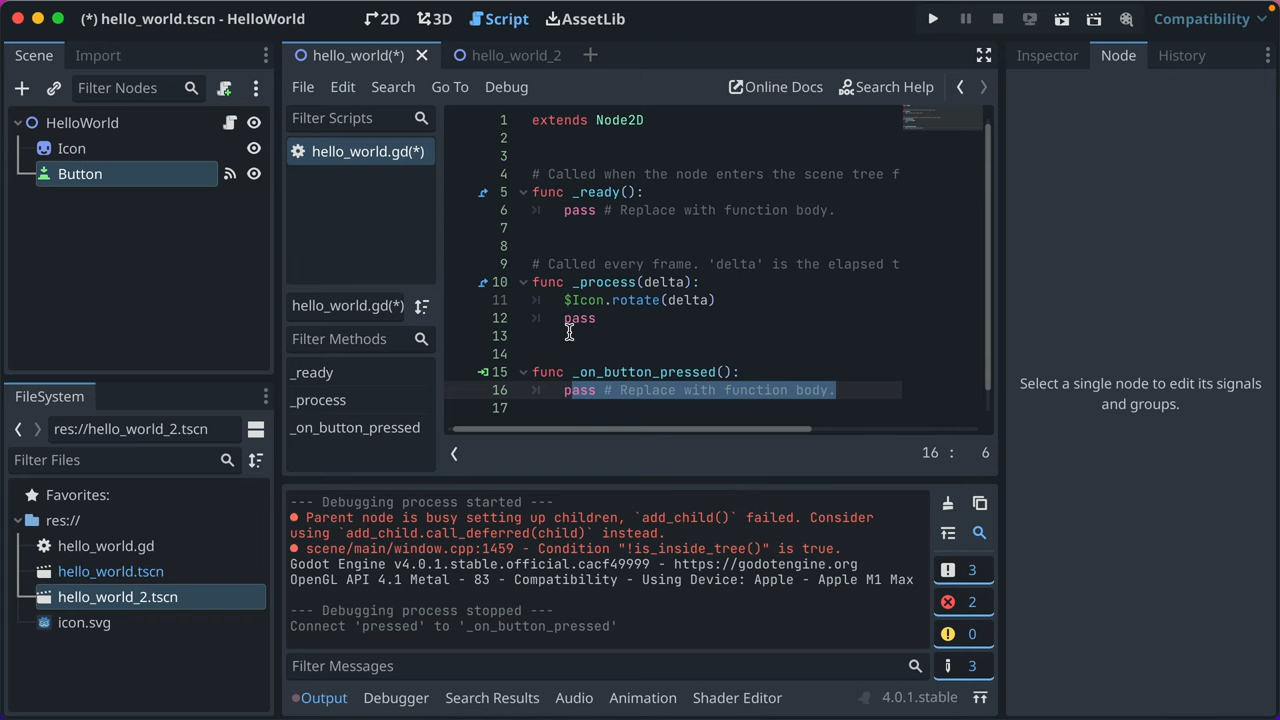 (*) hello_world.tscn - HelloWorld
2D
3D
Script
AssetLib
Compatibility
Scene
Import
Filter Nodes
HelloWorld
Icon
Button
FileSystem
res://hello_world_2.tscn
Filter Files
Favorites:
res://
hello_world.gd
hello_world.tscn
hello_world_2.tscn
icon.svg
hello_world(*)
hello_world_2
File Edit Search Go To Debug
Online Docs
Search Help
Filter Scripts
hello_world.gd(*)
hello_world.gd(*)
Filter Methods
_ready
_process
_on_button_pressed
1 extends Node2D
2
3
4 # Called when the node enters the scene tree f
5 func _ready():
6 pass # Replace with function body.
7
8
9 # Called every frame. 'delta' is the elapsed t
10 func _process(delta):
11 $Icon.rotate(delta)
12 pass
13
14
15 func _on_button_pressed():
16 pass # Replace with function body.
17
16 : 6
--- Debugging process started ---
Parent node is busy setting up children, `add_child()` failed. Consider
using `add_child.call_deferred(child)` instead.
scene/main/window.cpp:1459 - Condition "!is_inside_tree()" is true.
Godot Engine v4.0.1.stable.official.cacf49999 - https://godotengine.org
OpenGL API 4.1 Metal - 83 - Compatibility - Using Device: Apple - Apple M1 Max
--- Debugging process stopped ---
Connect 'pressed' to '_on_button_pressed'
3
2
0
3
Filter Messages
Output Debugger Search Results Audio Animation Shader Editor
4.0.1.stable
Inspector
Node
History
Select a single node to edit its signals
and groups.